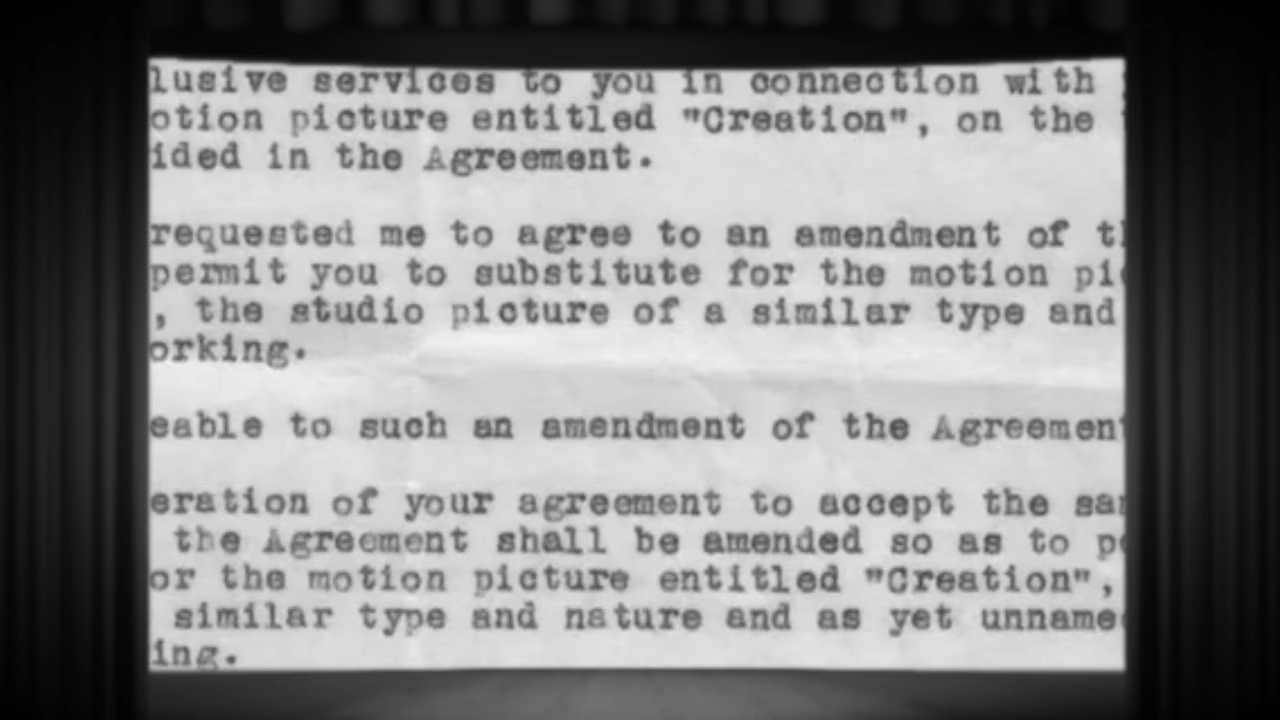 lusive services to you in connection with
otion picture entitled "Creation", on the
ided in the Agreement.
requested me to agree to an amendment of
permit you to substitute for the motion
, the studio picture of a similar type and
orking.
eable to such an amendment of the Agreement
eration of your agreement to accept the
the Agreement shall be amended so as to
or the motion picture entitled "Creation",
similar type and nature and as yet unname
ing.